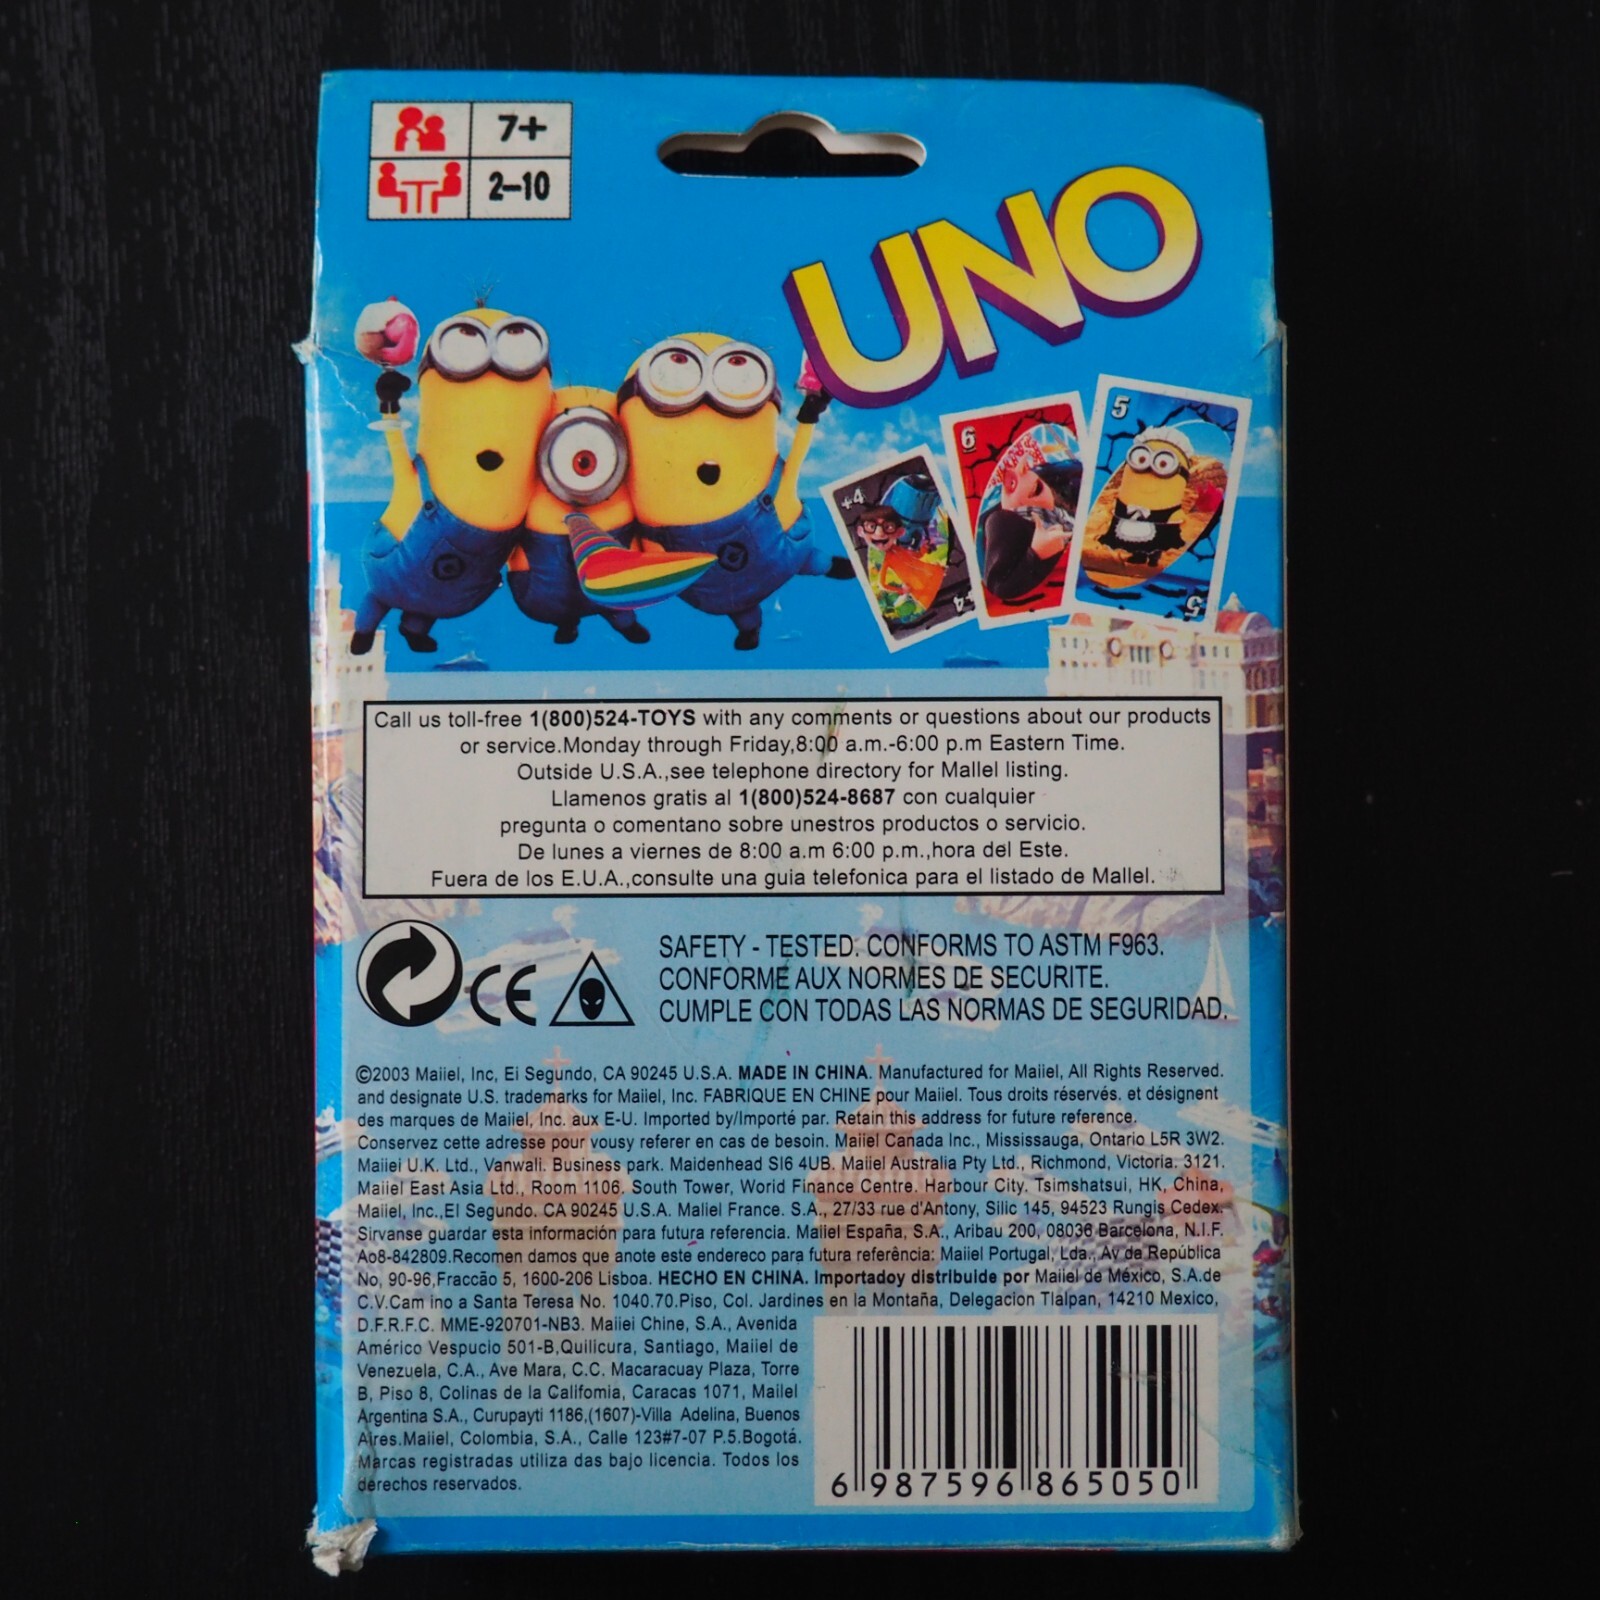 7+
2-10
UNO
+4
6
5
+4
5
Call us toll-free 1(800)524-TOYS with any comments or questions about our products
or service.Monday through Friday,8:00 a.m.-6:00 p.m Eastern Time.
Outside U.S.A.,see telephone directory for Mallel listing.
Llamenos gratis al 1(800)524-8687 con cualquier
pregunta o comentano sobre unestros productos o servicio.
De lunes a viernes de 8:00 a.m 6:00 p.m.,hora del Este.
Fuera de los E.U.A.,consulte una guia telefonica para el listado de Mallel.
CE
SAFETY - TESTED. CONFORMS TO ASTM F963.
CONFORME AUX NORMES DE SECURITE.
CUMPLE CON TODAS LAS NORMAS DE SEGURIDAD.
©2003 Maiiel, Inc, Ei Segundo, CA 90245 U.S.A. MADE IN CHINA. Manufactured for Maiiel, All Rights Reserved.
and designate U.S. trademarks for Maiiel, Inc. FABRIQUE EN CHINE pour Maiiel. Tous droits réservés. et désignent
des marques de Maiiel, Inc. aux E-U. Imported by/Importé par. Retain this address for future reference.
Conservez cette adresse pour vousy referer en cas de besoin. Maiiel Canada Inc., Mississauga, Ontario L5R 3W2.
Maiiei U.K. Ltd., Vanwali. Business park. Maidenhead SI6 4UB. Maiiel Australia Pty Ltd., Richmond, Victoria. 3121.
Maiiel East Asia Ltd., Room 1106. South Tower, World Finance Centre. Harbour City. Tsimshatsui, HK, China,
Maiiel, Inc.,El Segundo. CA 90245 U.S.A. Maliel France. S.A., 27/33 rue d'Antony, Silic 145, 94523 Rungis Cedex.
Sirvanse guardar esta información para futura referencia. Maiiel España, S.A., Aribau 200, 08036 Barcelona, N.I.F.
Ao8-842809.Recomen damos que anote este endereco para futura referência: Maiiel Portugal, Lda., Av da República
No, 90-96,Fraccão 5, 1600-206 Lisboa. HECHO EN CHINA. Importadoy distribuide por Maiiel de México, S.A.de
C.V.Cam ino a Santa Teresa No. 1040.70.Piso, Col. Jardines en la Montaña, Delegacion Tlalpan, 14210 Mexico,
D.F.R.F.C. MME-920701-NB3. Maiiei Chine, S.A., Avenida
Américo Vespucio 501-B,Quilicura, Santiago, Maiiel de
Venezuela, C.A., Ave Mara, C.C. Macaracuay Plaza, Torre
B, Piso 8, Colinas de la Califomia, Caracas 1071, Mailel
Argentina S.A., Curupayti 1186,(1607)-Villa Adelina, Buenos
Aires.Maiiel, Colombia, S.A., Calle 123#7-07 P.5.Bogotá.
Marcas registradas utiliza das bajo licencia. Todos los
derechos reservados.
6 987596 865050